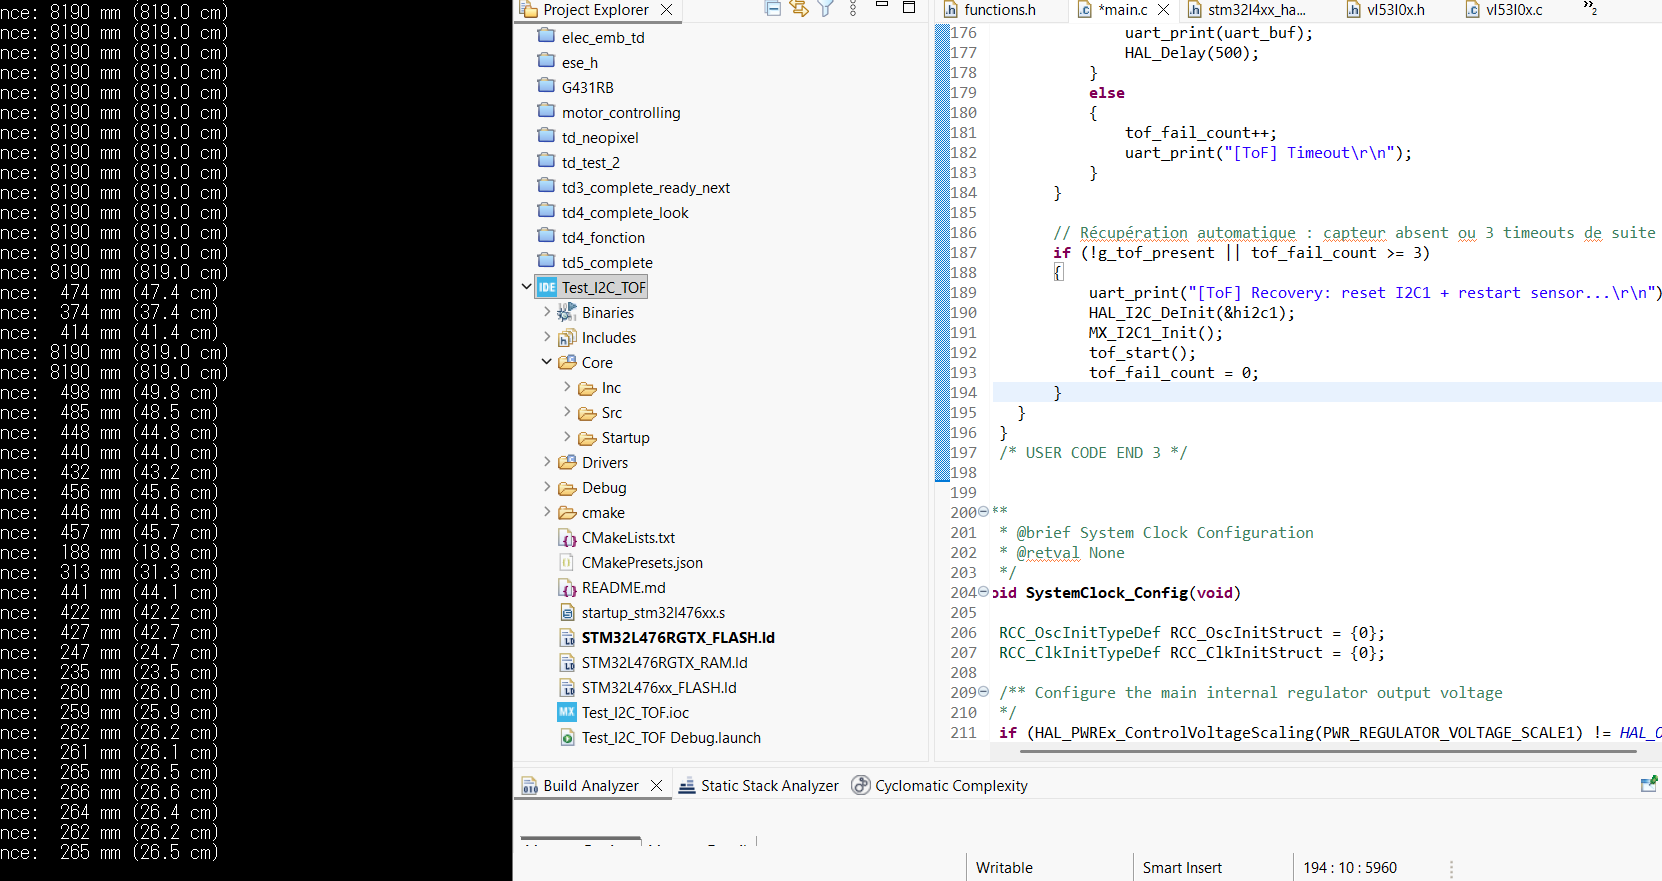 nce: 8190 mm (819.0 cm)
nce: 8190 mm (819.0 cm)
nce: 8190 mm (819.0 cm)
nce: 8190 mm (819.0 cm)
nce: 8190 mm (819.0 cm)
nce: 8190 mm (819.0 cm)
nce: 8190 mm (819.0 cm)
nce: 8190 mm (819.0 cm)
nce: 8190 mm (819.0 cm)
nce: 8190 mm (819.0 cm)
nce: 8190 mm (819.0 cm)
nce: 8190 mm (819.0 cm)
nce: 8190 mm (819.0 cm)
nce: 8190 mm (819.0 cm)
nce:  474 mm (47.4 cm)
nce:  374 mm (37.4 cm)
nce:  414 mm (41.4 cm)
nce: 8190 mm (819.0 cm)
nce: 8190 mm (819.0 cm)
nce:  498 mm (49.8 cm)
nce:  485 mm (48.5 cm)
nce:  448 mm (44.8 cm)
nce:  440 mm (44.0 cm)
nce:  432 mm (43.2 cm)
nce:  456 mm (45.6 cm)
nce:  446 mm (44.6 cm)
nce:  457 mm (45.7 cm)
nce:  188 mm (18.8 cm)
nce:  313 mm (31.3 cm)
nce:  441 mm (44.1 cm)
nce:  422 mm (42.2 cm)
nce:  427 mm (42.7 cm)
nce:  247 mm (24.7 cm)
nce:  235 mm (23.5 cm)
nce:  260 mm (26.0 cm)
nce:  259 mm (25.9 cm)
nce:  262 mm (26.2 cm)
nce:  261 mm (26.1 cm)
nce:  265 mm (26.5 cm)
nce:  266 mm (26.6 cm)
nce:  264 mm (26.4 cm)
nce:  262 mm (26.2 cm)
nce:  265 mm (26.5 cm)
Project Explorer
elec_emb_td
ese_h
G431RB
motor_controlling
td_neopixel
td_test_2
td3_complete_ready_next
td4_complete_look
td4_fonction
td5_complete
IDE Test_I2C_TOF
Binaries
Includes
Core
Inc
Src
Startup
Drivers
Debug
cmake
CMakeLists.txt
CMakePresets.json
README.md
startup_stm32l476xx.s
STM32L476RGTX_FLASH.ld
STM32L476RGTX_RAM.ld
STM32L476xx_FLASH.ld
MX Test_I2C_TOF.ioc
Test_I2C_TOF Debug.launch
functions.h *main.c stm32l4xx_ha... vl53l0x.h vl53l0x.c »2
176 uart_print(uart_buf);
177 HAL_Delay(500);
178 }
179 else
180 {
181 tof_fail_count++;
182 uart_print("[ToF] Timeout\r\n");
183 }
184 }
185
186 // Récupération automatique : capteur absent ou 3 timeouts de suite
187 if (!g_tof_present || tof_fail_count >= 3)
188 {
189 uart_print("[ToF] Recovery: reset I2C1 + restart sensor...\r\n")
190 HAL_I2C_DeInit(&hi2c1);
191 MX_I2C1_Init();
192 tof_start();
193 tof_fail_count = 0;
194 }
195 }
196 }
197 /* USER CODE END 3 */
198
199
200 **
201 * @brief System Clock Configuration
202 * @retval None
203 */
204 oid SystemClock_Config(void)
205
206 RCC_OscInitTypeDef RCC_OscInitStruct = {0};
207 RCC_ClkInitTypeDef RCC_ClkInitStruct = {0};
208
209 /** Configure the main internal regulator output voltage
210 */
211 if (HAL_PWREx_ControlVoltageScaling(PWR_REGULATOR_VOLTAGE_SCALE1) != HAL_O
Build Analyzer Static Stack Analyzer Cyclomatic Complexity
Writable Smart Insert 194 : 10 : 5960